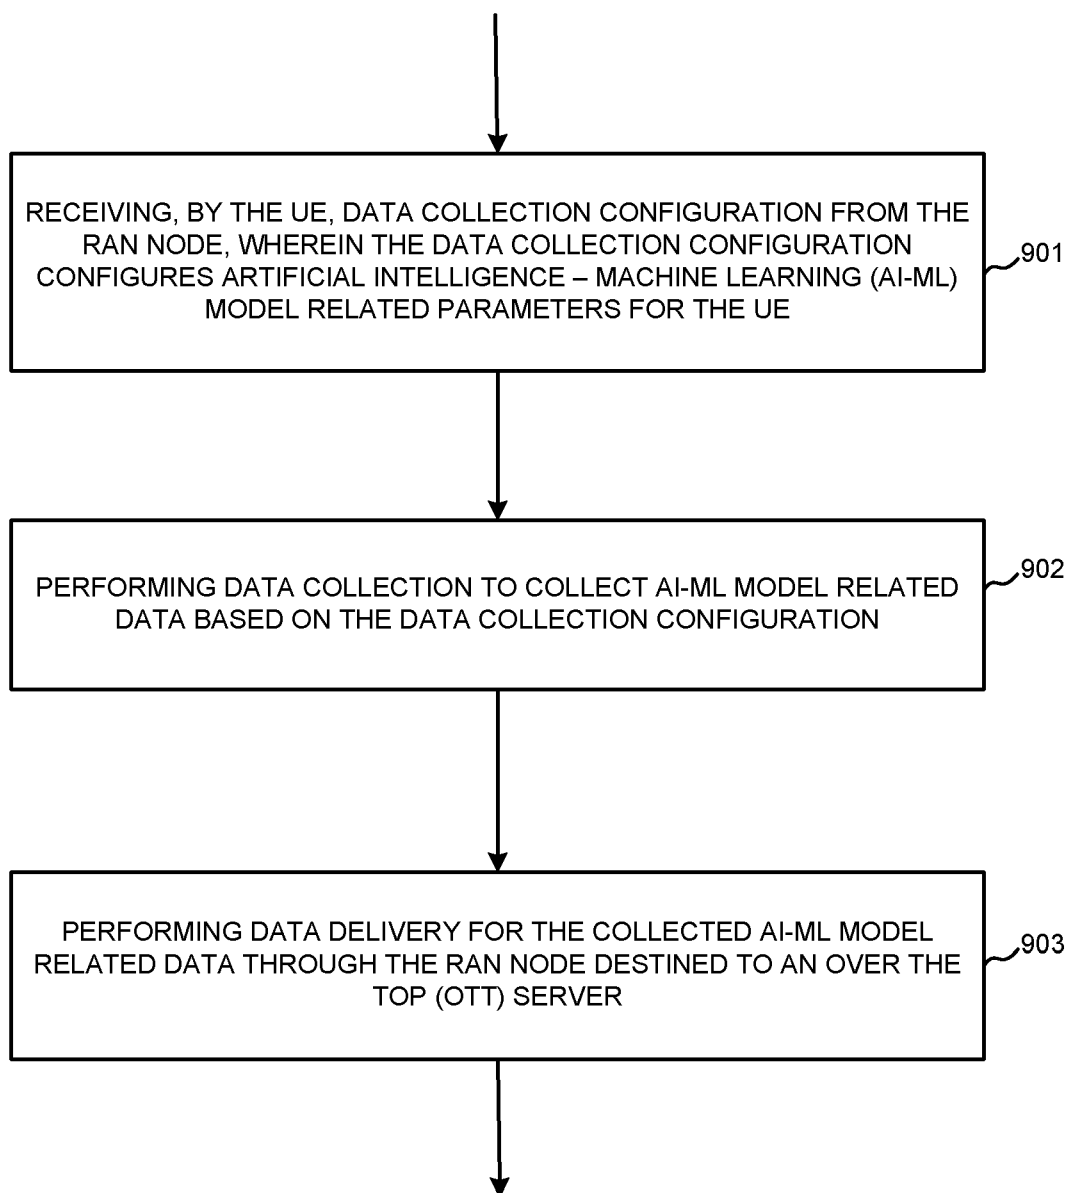 RECEIVING, BY THE UE, DATA COLLECTION CONFIGURATION FROM THE
RAN NODE, WHEREIN THE DATA COLLECTION CONFIGURATION
CONFIGURES ARTIFICIAL INTELLIGENCE – MACHINE LEARNING (AI-ML)
MODEL RELATED PARAMETERS FOR THE UE
901
PERFORMING DATA COLLECTION TO COLLECT AI-ML MODEL RELATED
DATA BASED ON THE DATA COLLECTION CONFIGURATION
902
PERFORMING DATA DELIVERY FOR THE COLLECTED AI-ML MODEL
RELATED DATA THROUGH THE RAN NODE DESTINED TO AN OVER THE
TOP (OTT) SERVER
903